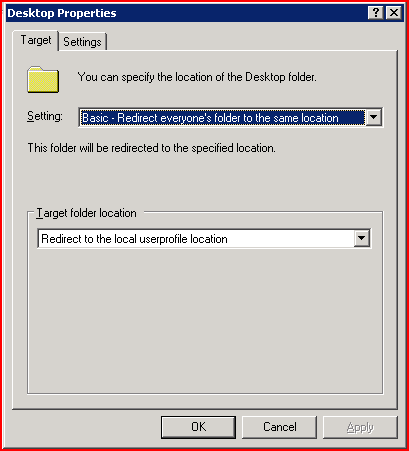 Desktop Properties
Target
Settings
You can specify the location of the Desktop folder.
Setting:
Basic - Redirect everyone's folder to the same location
This folder will be redirected to the specified location.
Target folder location
Redirect to the local userprofile location
OK
Cancel
Apply